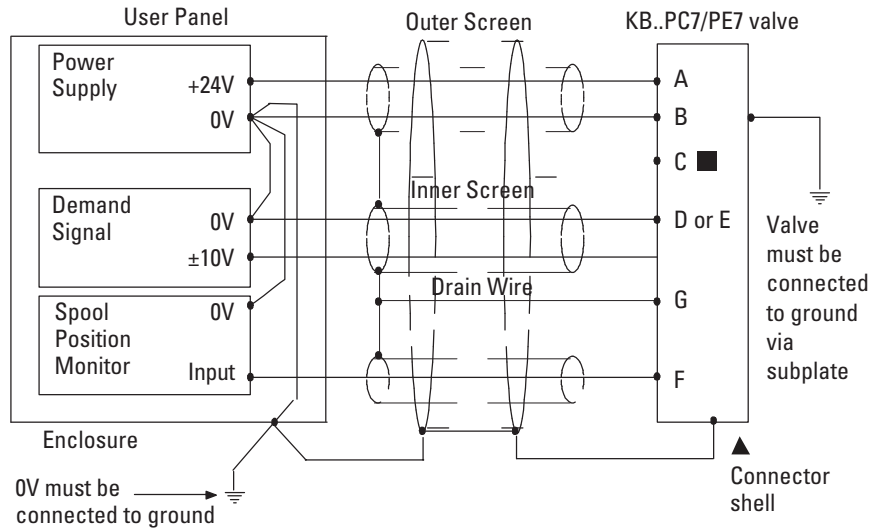 User Panel
Outer Screen
KB..PC7/PE7 valve
Power
Supply
+24V
0V
A
B
C
Inner Screen
Demand
Signal
0V
±10V
D or E
Valve
must be
connected
to ground
via
subplate
Drain Wire
Spool
Position
Monitor
0V
Input
G
F
Enclosure
Connector
shell
0V must be
connected to ground